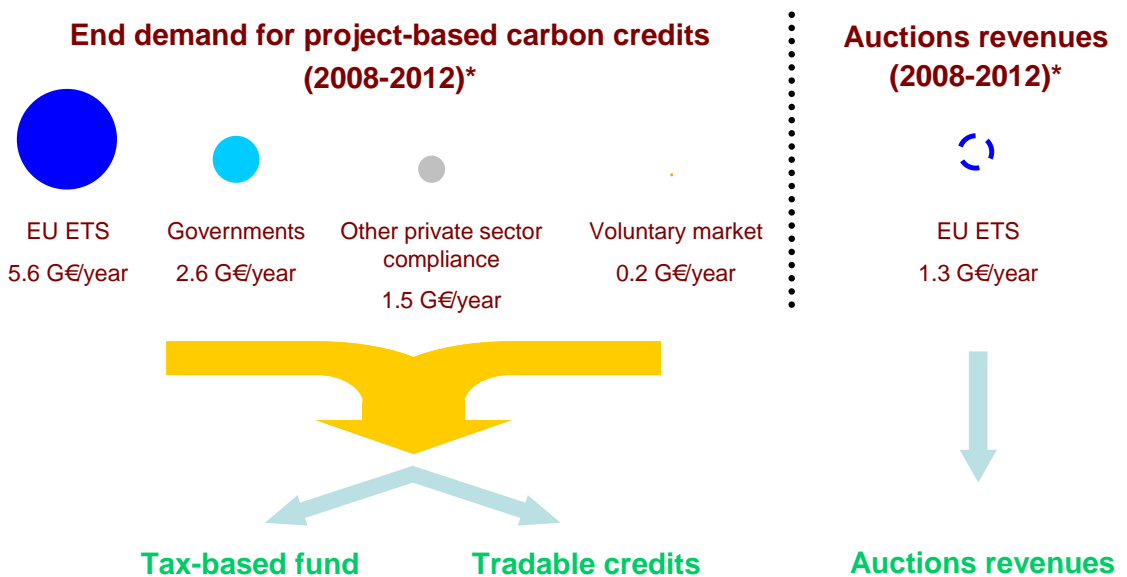 End demand for project-based carbon credits
(2008-2012)*
Auctions revenues
(2008-2012)*
EU ETS
5.6 G€/year
Governments
2.6 G€/year
Other private sector
compliance
1.5 G€/year
Voluntary market
0.2 G€/year
EU ETS
1.3 G€/year
Tax-based fund
Tradable credits
Auctions revenues